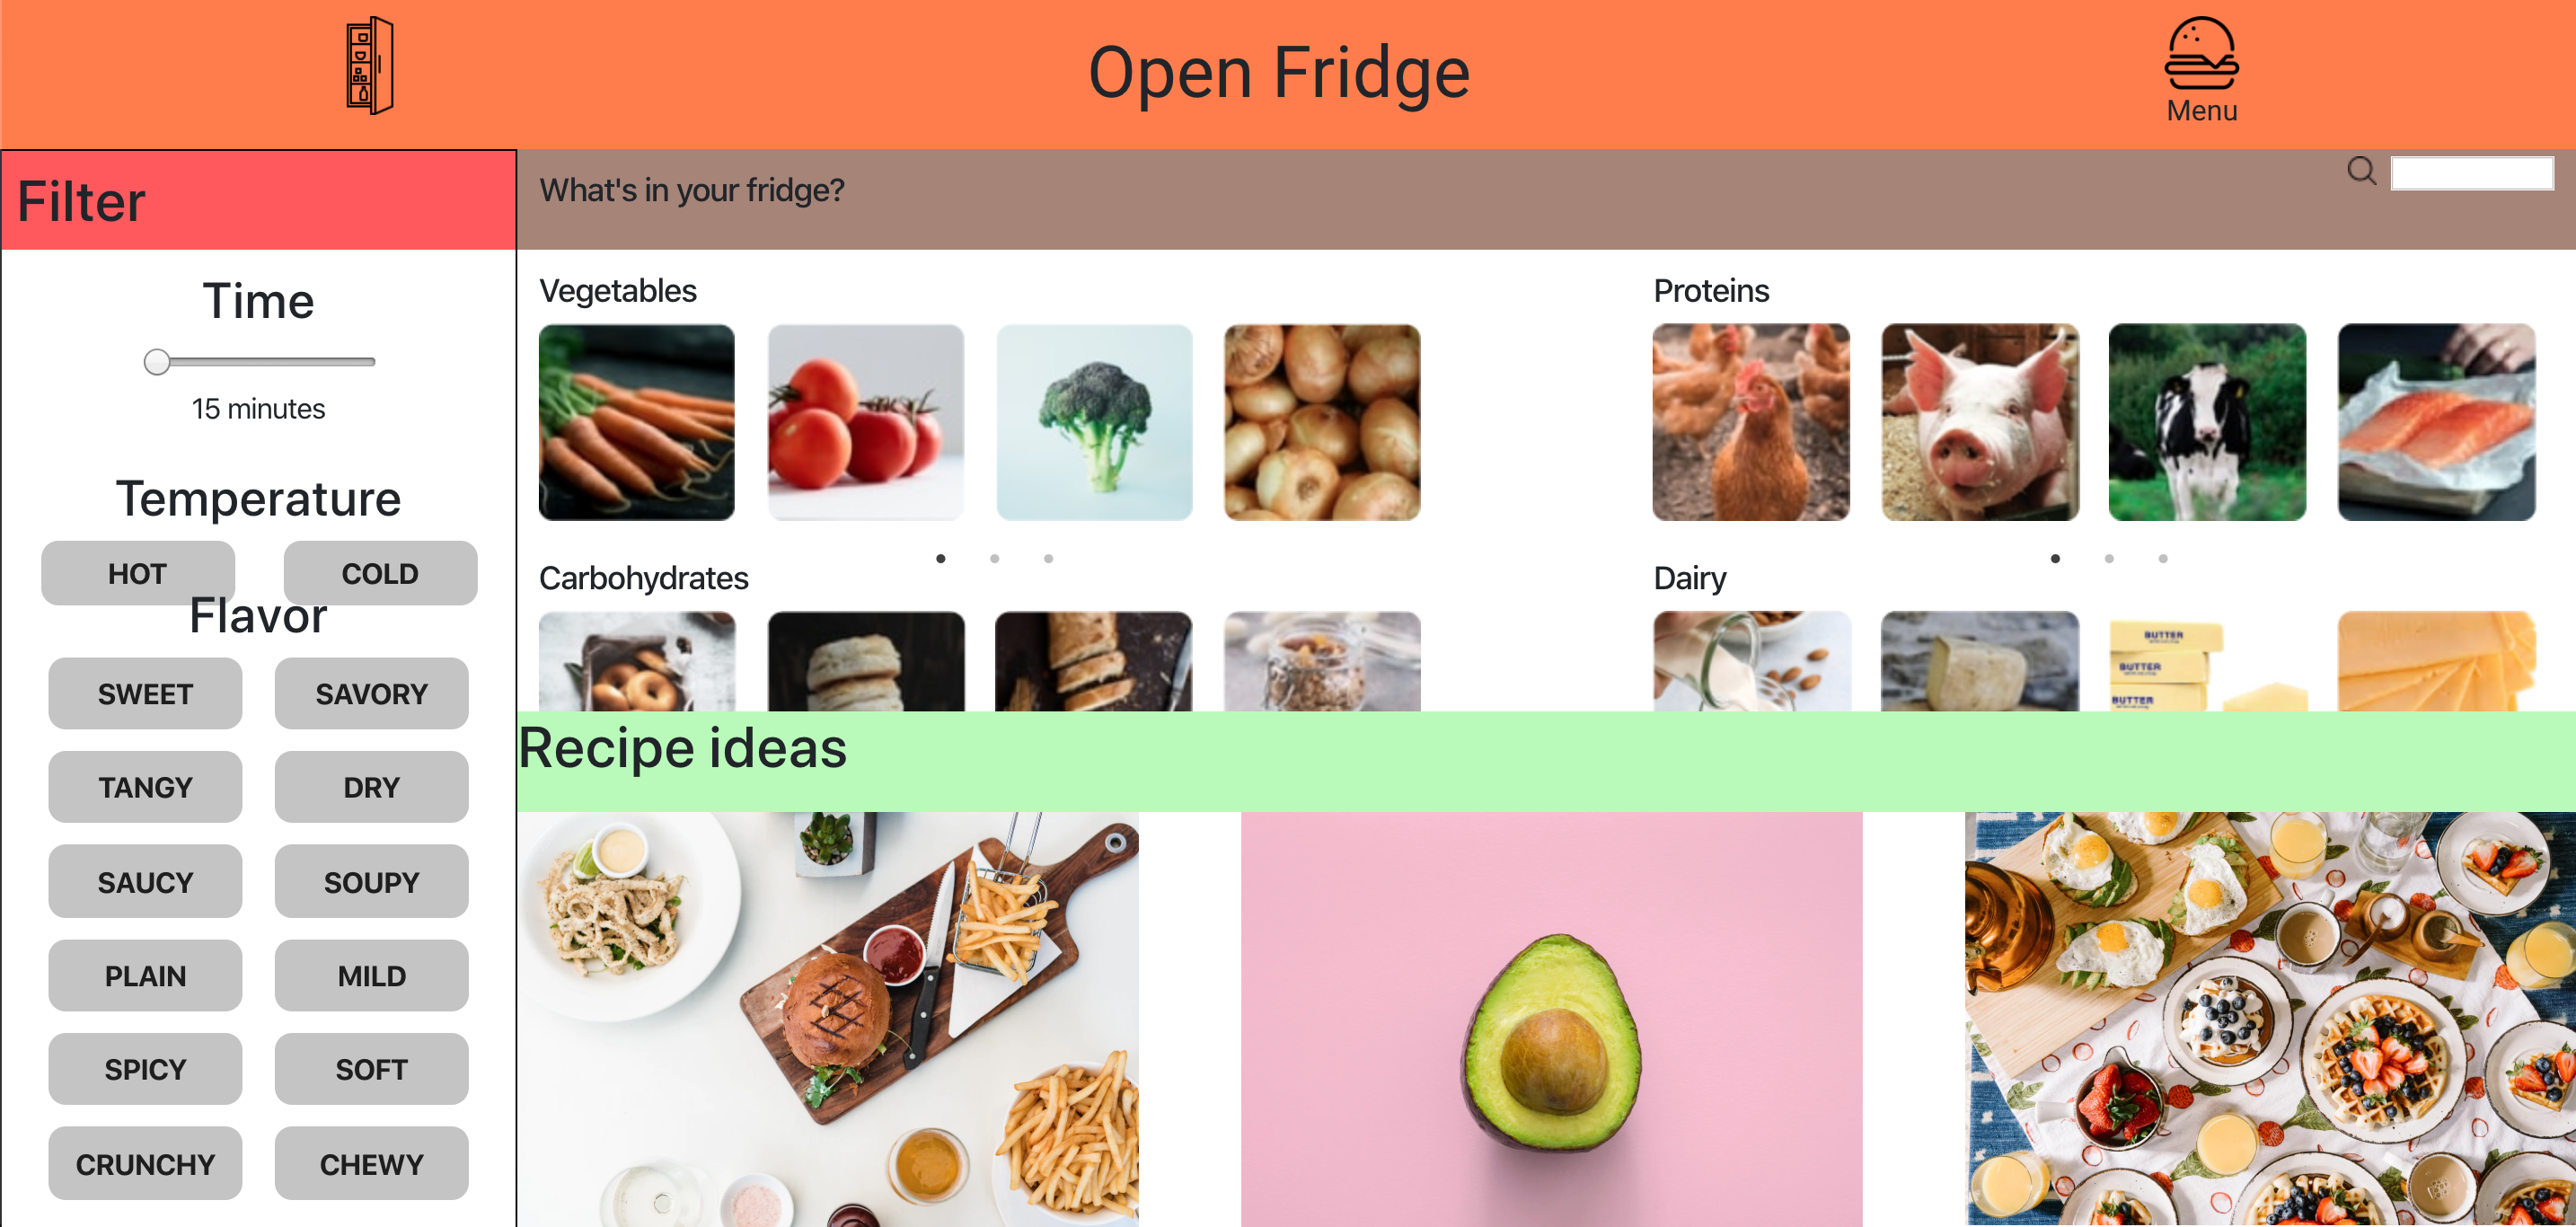 Open Fridge
Menu
Filter
What's in your fridge?
Time
15 minutes
Temperature
HOT COLD
Flavor
SWEET SAVORY
TANGY DRY
SAUCY SOUPY
PLAIN MILD
SPICY SOFT
CRUNCHY CHEWY
Vegetables
Proteins
Carbohydrates
Dairy
BUTTER
BUTTER
BUTTER
Recipe ideas